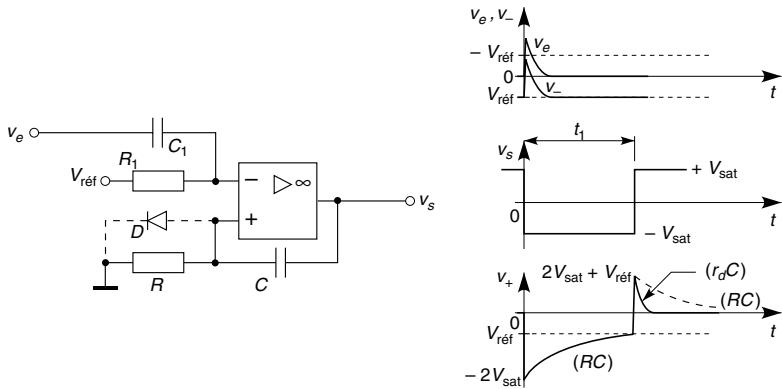 v_e
C_1
R_1
V_réf
−
▷ ∞
+
v_s
D
R
C
v_e, v_−
− V_réf
v_e
0
v_−
V_réf
t
t_1
v_s
+ V_sat
0
t
− V_sat
2V_sat + V_réf
(r_dC)
v_+
(RC)
0
t
V_réf
(RC)
− 2V_sat